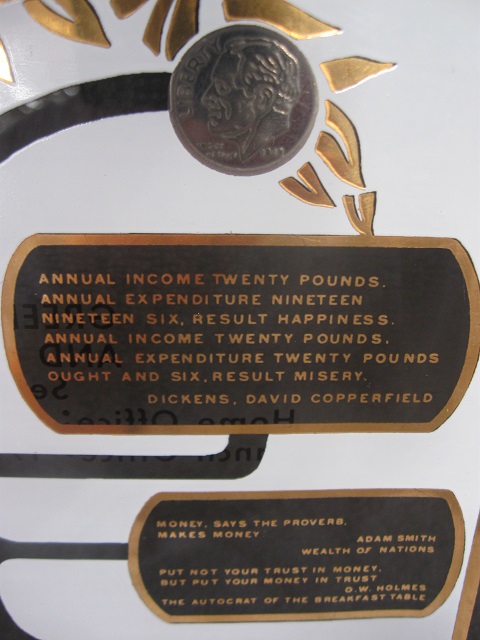 LIBERTY
ANNUAL INCOME TWENTY POUNDS.
ANNUAL EXPENDITURE NINETEEN
NINETEEN SIX, RESULT HAPPINESS.
ANNUAL INCOME TWENTY POUNDS,
ANNUAL EXPENDITURE TWENTY POUNDS
OUGHT AND SIX, RESULT MISERY.
DICKENS, DAVID COPPERFIELD
Home Office:
MONEY, SAYS THE PROVERB,
MAKES MONEY
ADAM SMITH
WEALTH OF NATIONS
PUT NOT YOUR TRUST IN MONEY,
BUT PUT YOUR MONEY IN TRUST
O.W. HOLMES
THE AUTOCRAT OF THE BREAKFAST TABLE